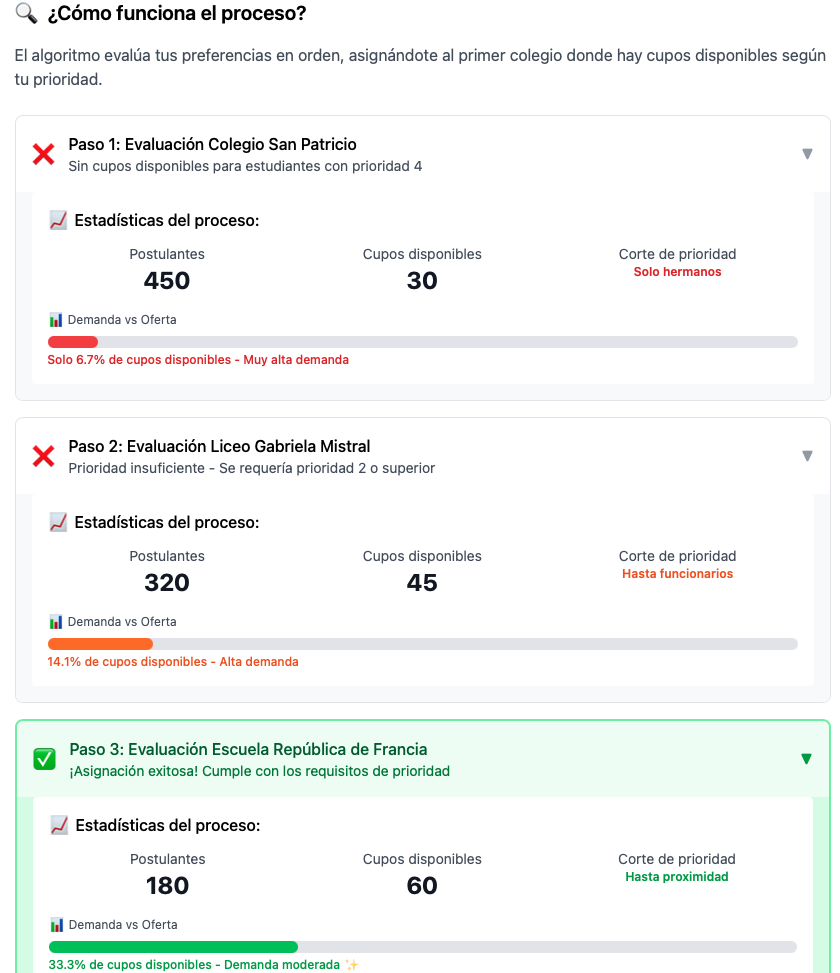 ¿Cómo funciona el proceso?
El algoritmo evalúa tus preferencias en orden, asignándote al primer colegio donde hay cupos disponibles según
tu prioridad.
Paso 1: Evaluación Colegio San Patricio
Sin cupos disponibles para estudiantes con prioridad 4
Estadísticas del proceso:
Postulantes
450
Cupos disponibles
30
Corte de prioridad
Solo hermanos
Demanda vs Oferta
Solo 6.7% de cupos disponibles - Muy alta demanda
Paso 2: Evaluación Liceo Gabriela Mistral
Prioridad insuficiente - Se requería prioridad 2 o superior
Estadísticas del proceso:
Postulantes
320
Cupos disponibles
45
Corte de prioridad
Hasta funcionarios
Demanda vs Oferta
14.1% de cupos disponibles - Alta demanda
Paso 3: Evaluación Escuela República de Francia
¡Asignación exitosa! Cumple con los requisitos de prioridad
Estadísticas del proceso:
Postulantes
180
Cupos disponibles
60
Corte de prioridad
Hasta proximidad
Demanda vs Oferta
33.3% de cupos disponibles - Demanda moderada ✨